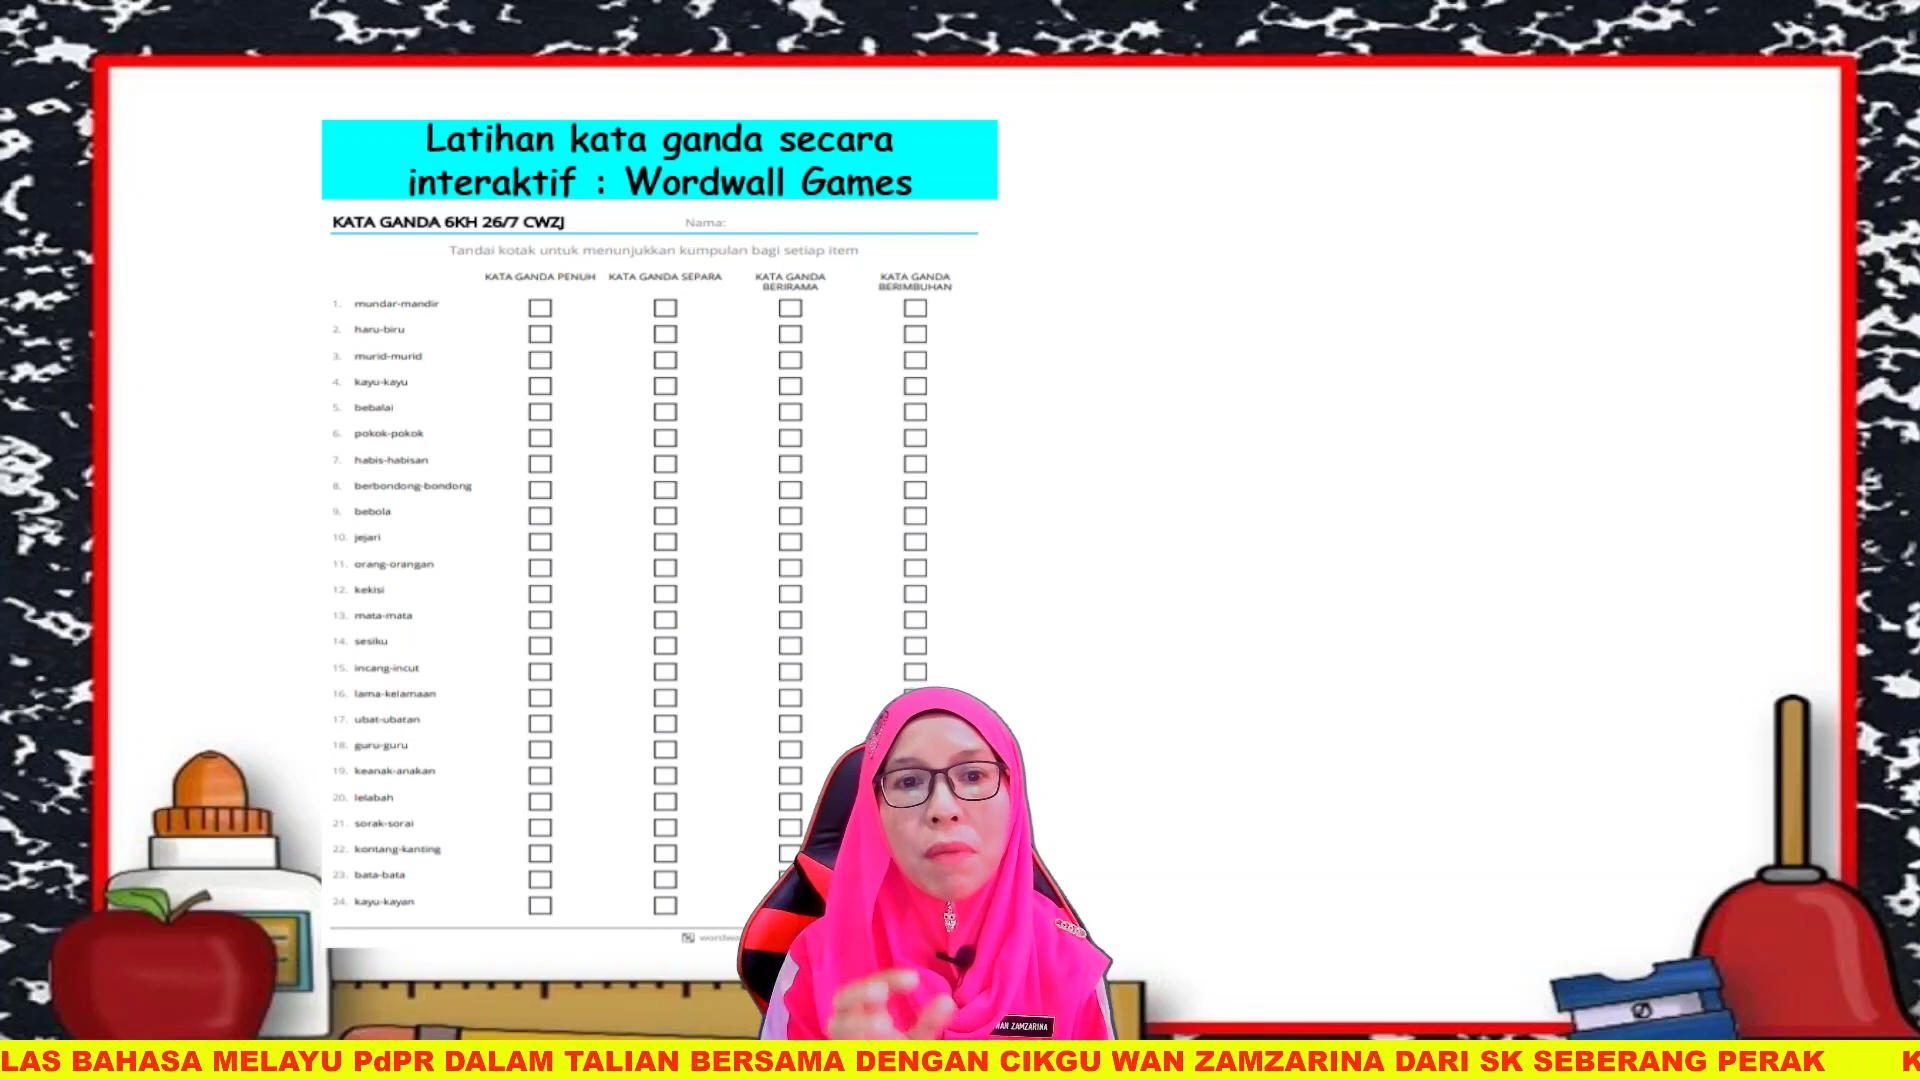 Latihan kata ganda secara
interaktif : Wordwall Games
KATA GANDA 6KH 26/7 CWZJ Nama:
Tandai kotak untuk menunjukkan kumpulan bagi setiap item
KATA GANDA PENUH KATA GANDA SEPARA KATA GANDA BERIRAMA KATA GANDA BERIMBUHAN
1. mundar-mandir
2. haru-biru
3. murid-murid
4. kayu-kayu
5. bebalai
6. pokok-pokok
7. habis-habisan
8. berbondong-bondong
9. bebola
10. jejari
11. orang-orangan
12. kekisi
13. mata-mata
14. sesiku
15. incang-incut
16. lama-kelamaan
17. ubat-ubatan
18. guru-guru
19. keanak-anakan
20. lelabah
21. sorak-sorai
22. kontang-kanting
23. bata-bata
24. kayu-kayan
wordwa
WAN ZAMZARINA
LAS BAHASA MELAYU PdPR DALAM TALIAN BERSAMA DENGAN CIKGU WAN ZAMZARINA DARI SK SEBERANG PERAK K